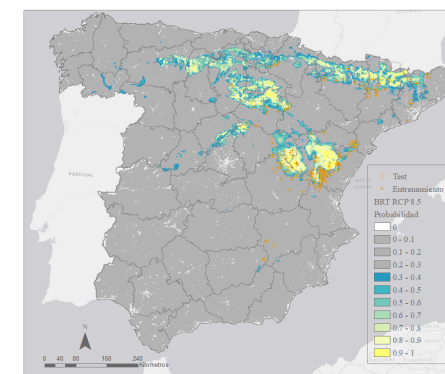 PORTUGAL
Test
Entrenamiento
BRT RCP 8.5
Probabilidad
0
0 - 0.1
0.1 - 0.2
0.2 - 0.3
0.3 - 0.4
0.4 - 0.5
0.5 - 0.6
0.6 - 0.7
0.7 - 0.8
0.8 - 0.9
0.9 - 1
N
0 40 80 160 240
Kilómetros